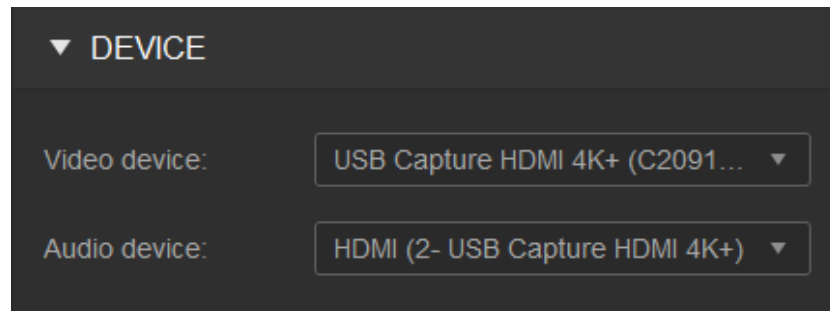 DEVICE
Video device: USB Capture HDMI 4K+ (C2091...
Audio device: HDMI (2- USB Capture HDMI 4K+)